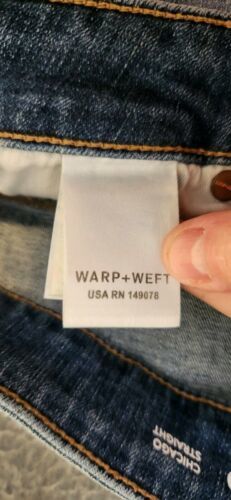 WARP+WEFT
USA RN 149078
CHICAGO
STRAIGHT